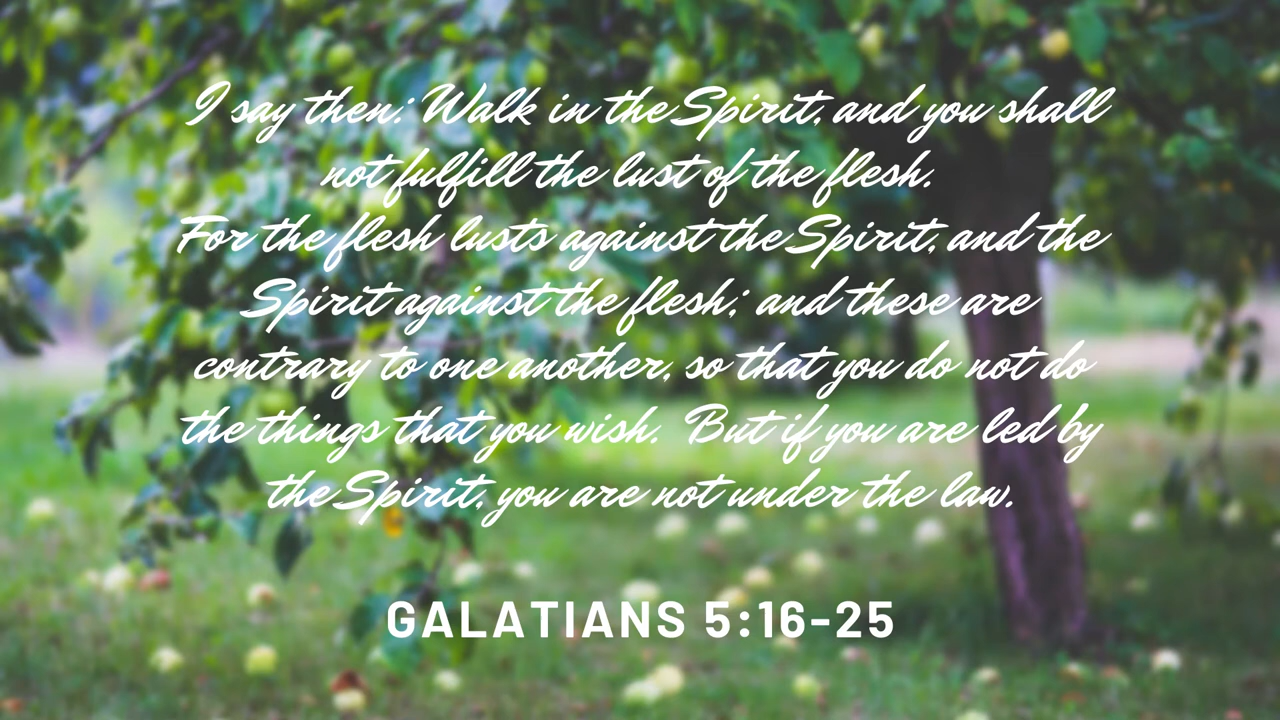 I say then: Walk in the Spirit, and you shall
not fulfill the lust of the flesh.
For the flesh lusts against the Spirit, and the
Spirit against the flesh; and these are
contrary to one another, so that you do not do
the things that you wish. But if you are led by
the Spirit, you are not under the law.
GALATIANS 5:16-25